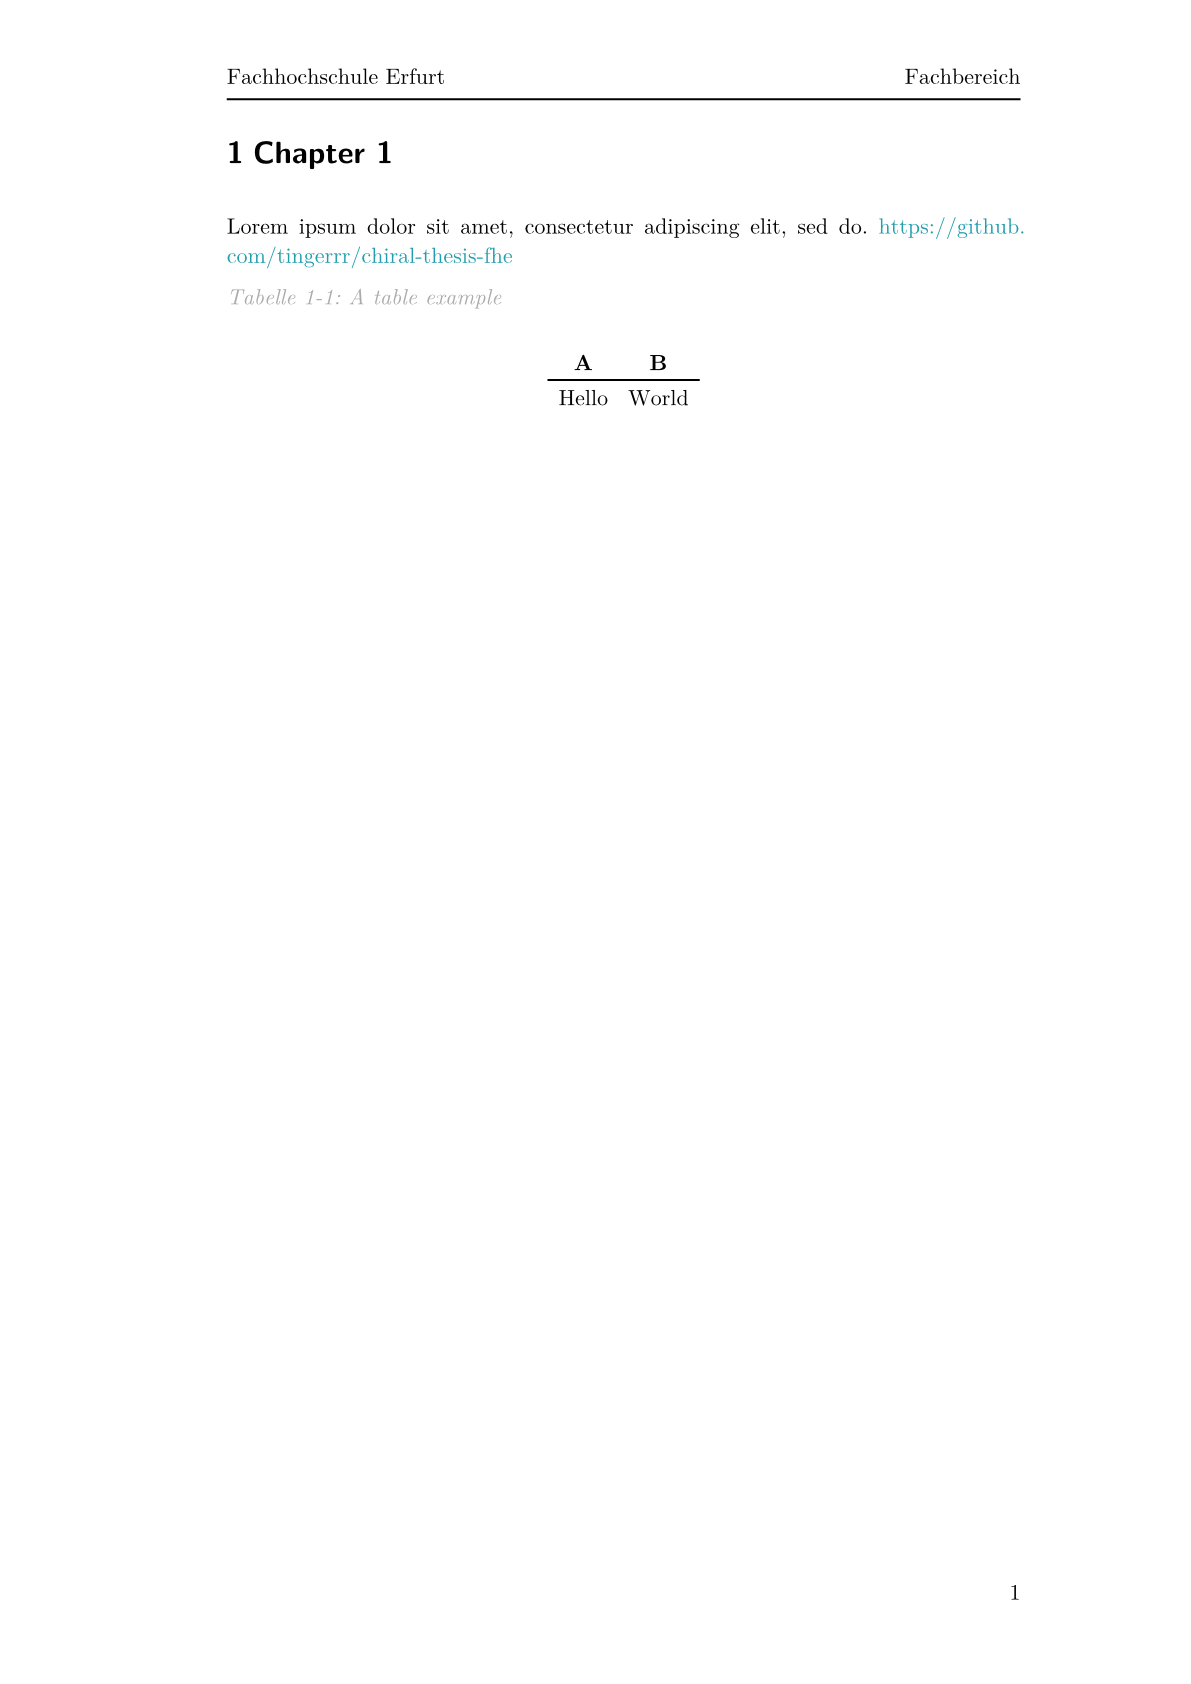 Fachhochschule Erfurt Fachbereich
1 Chapter 1
Lorem ipsum dolor sit amet, consectetur adipiscing elit, sed do. https://github.
com/tingerrr/chiral-thesis-fhe
Tabelle 1-1: A table example
A B
Hello World
1